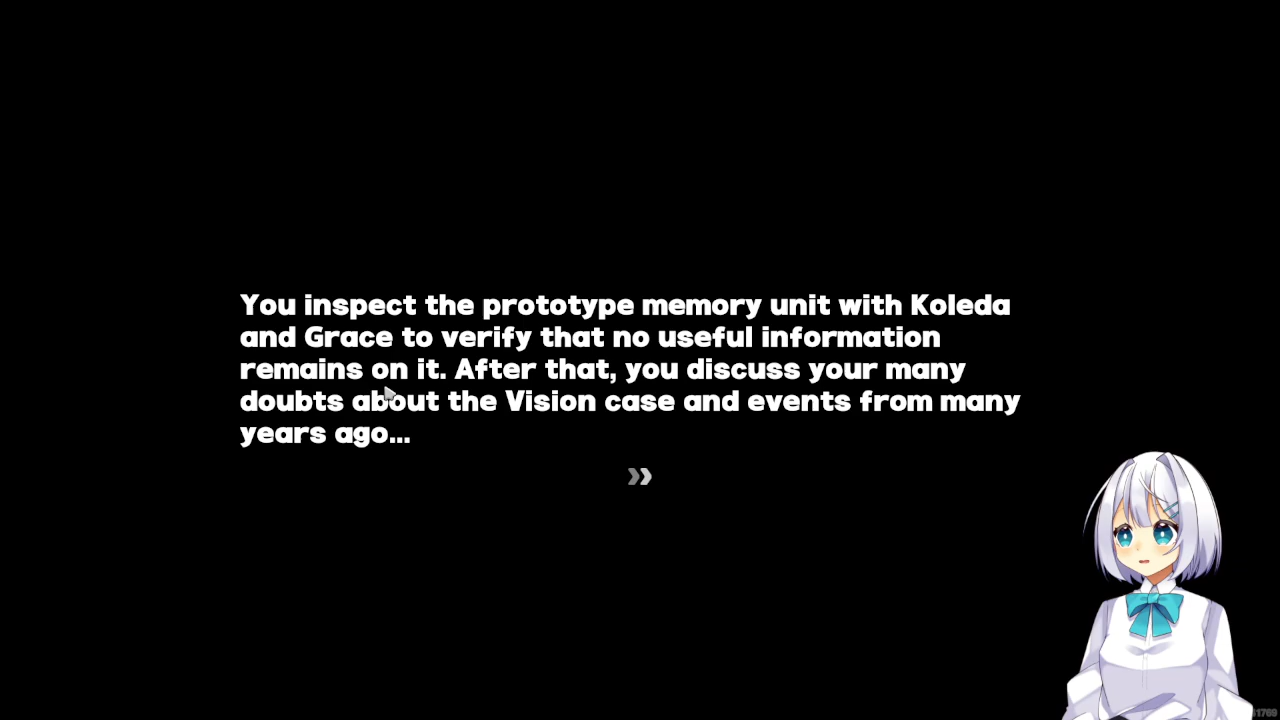 You inspect the prototype memory unit with Koleda
and Grace to verify that no useful information
remains on it. After that, you discuss your many
doubts about the Vision case and events from many
years ago...